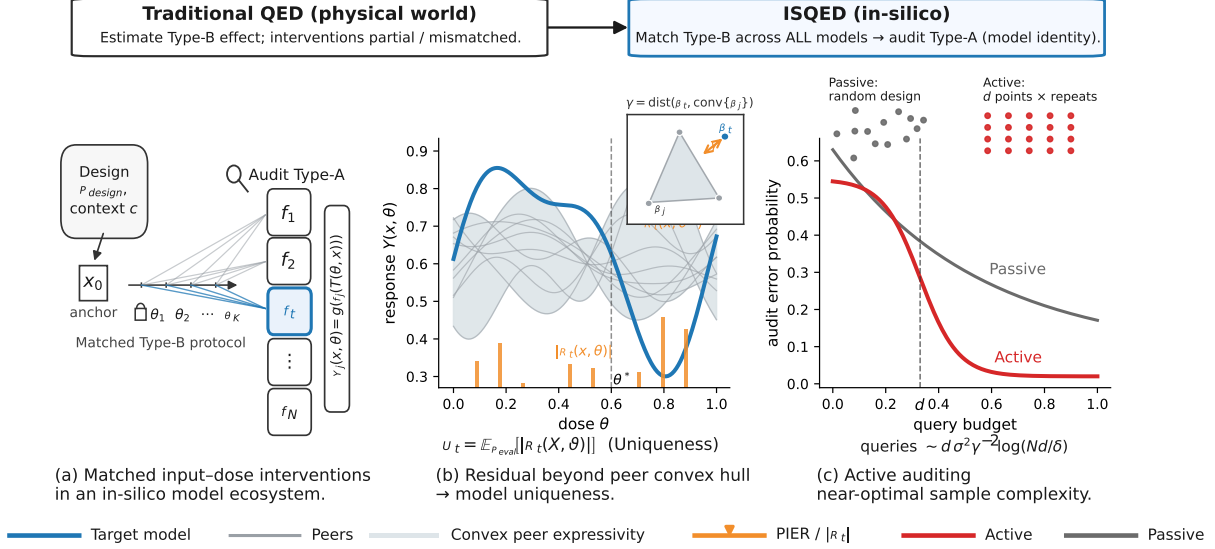 Traditional QED (physical world)
Estimate Type-B effect; interventions partial / mismatched.
ISQED (in-silico)
Match Type-B across ALL models → audit Type-A (model identity).
Design
P design,
context c
x0
anchor
θ1 θ2 ⋯ θK
Matched Type-B protocol
Audit Type-A
f1
f2
ft
⋮
fN
Yj(x, θ) = g(fj(T(θ, x)))
(a) Matched input–dose interventions
in an in-silico model ecosystem.
γ = dist(βt, conv{βj})
βt
βj
response Y(x, θ)
0.9
0.8
0.7
0.6
0.5
0.4
0.3
|Rt(x, θ)|
θ*
0.0 0.2 0.4 0.6 0.8 1.0
dose θ
Ut = 𝔼Peval[|Rt(X, ϑ)|] (Uniqueness)
(b) Residual beyond peer convex hull
→ model uniqueness.
Passive:
random design
Active:
d points × repeats
audit error probability
0.6
0.5
0.4
0.3
0.2
0.1
0.0
Passive
Active
0.0 0.2 d 0.4 0.6 0.8 1.0
query budget
queries ∼ dσ²γ⁻² log(Nd/δ)
(c) Active auditing
near-optimal sample complexity.
Target model
Peers
Convex peer expressivity
PIER / |Rt|
Active
Passive